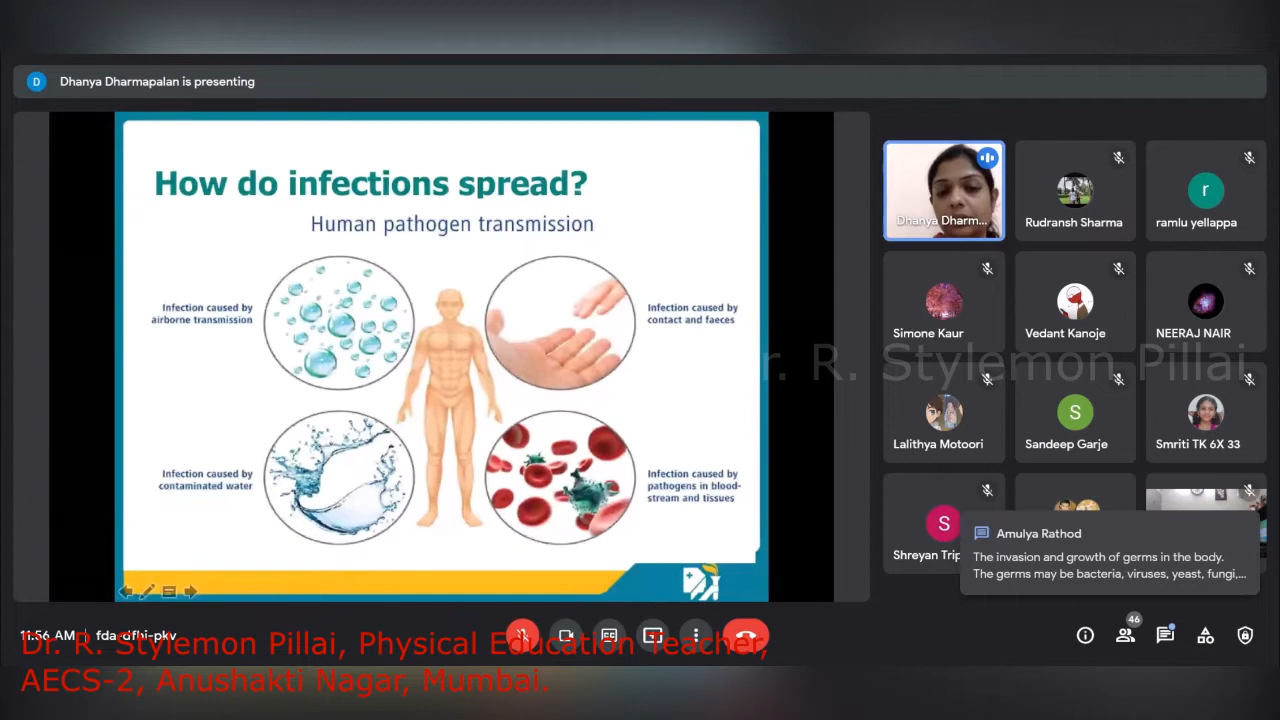 D
Dhanya Dharmapalan is presenting
How do infections spread?
Human pathogen transmission
Infection caused by
airborne transmission
Infection caused by
contact and faeces
Infection caused by
contaminated water
Infection caused by
pathogens in blood-
stream and tissues
Dhanya Dharm...
Rudransh Sharma
r
ramlu yellappa
Simone Kaur
Vedant Kanoje
NEERAJ NAIR
r. R. Stylemon Pillai
Lalithya Motoori
S
Sandeep Garje
Smriti TK 6X 33
S
Shreyan Trip
Amulya Rathod
The invasion and growth of germs in the body.
The germs may be bacteria, viruses, yeast, fungi,...
11:56 AM
fda-dfhi-pkv
CC
46
Dr. R. Stylemon Pillai, Physical Education Teacher,
AECS-2, Anushakti Nagar, Mumbai.